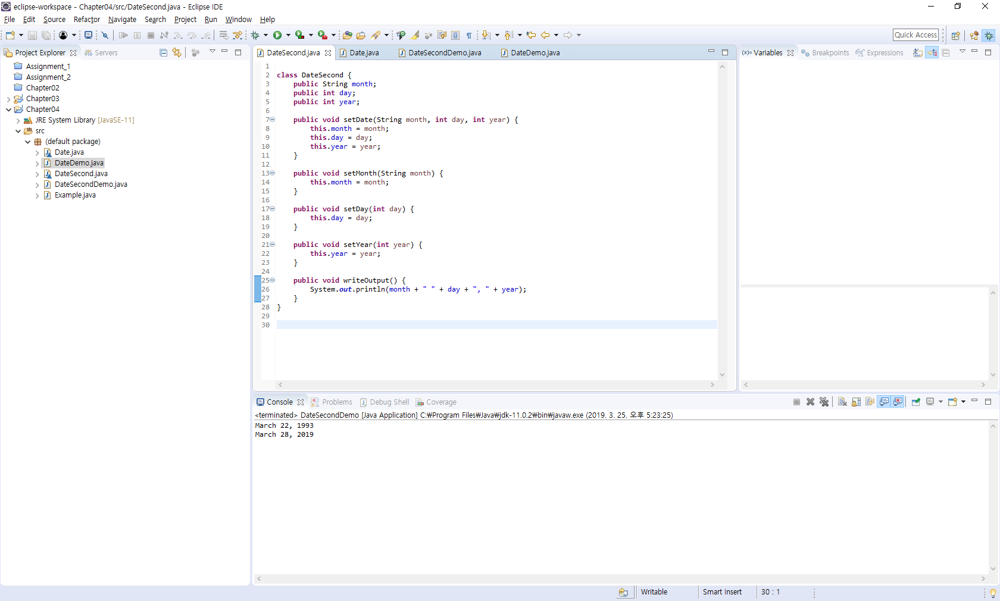 eclipse-workspace - Chapter04/src/DateSecond.java - Eclipse IDE
File Edit Source Refactor Navigate Search Project Run Window Help
Quick Access
Project Explorer Servers
Assignment_1
Assignment_2
Chapter02
Chapter03
Chapter04
JRE System Library [JavaSE-11]
src
(default package)
Date.java
DateDemo.java
DateSecond.java
DateSecondDemo.java
Example.java
DateSecond.java Date.java DateSecondDemo.java DateDemo.java
1
2 class DateSecond {
3     public String month;
4     public int day;
5     public int year;
6
7     public void setDate(String month, int day, int year) {
8         this.month = month;
9         this.day = day;
10         this.year = year;
11     }
12
13     public void setMonth(String month) {
14         this.month = month;
15     }
16
17     public void setDay(int day) {
18         this.day = day;
19     }
20
21     public void setYear(int year) {
22         this.year = year;
23     }
24
25     public void writeOutput() {
26         System.out.println(month + " " + day + ", " + year);
27     }
28 }
29
30
(x)= Variables Breakpoints Expressions
Console Problems Debug Shell Coverage
<terminated> DateSecondDemo [Java Application] C:₩Program Files₩Java₩jdk-11.0.2₩bin₩javaw.exe (2019. 3. 25. 오후 5:23:25)
March 22, 1993
March 28, 2019
Writable Smart Insert 30 : 1